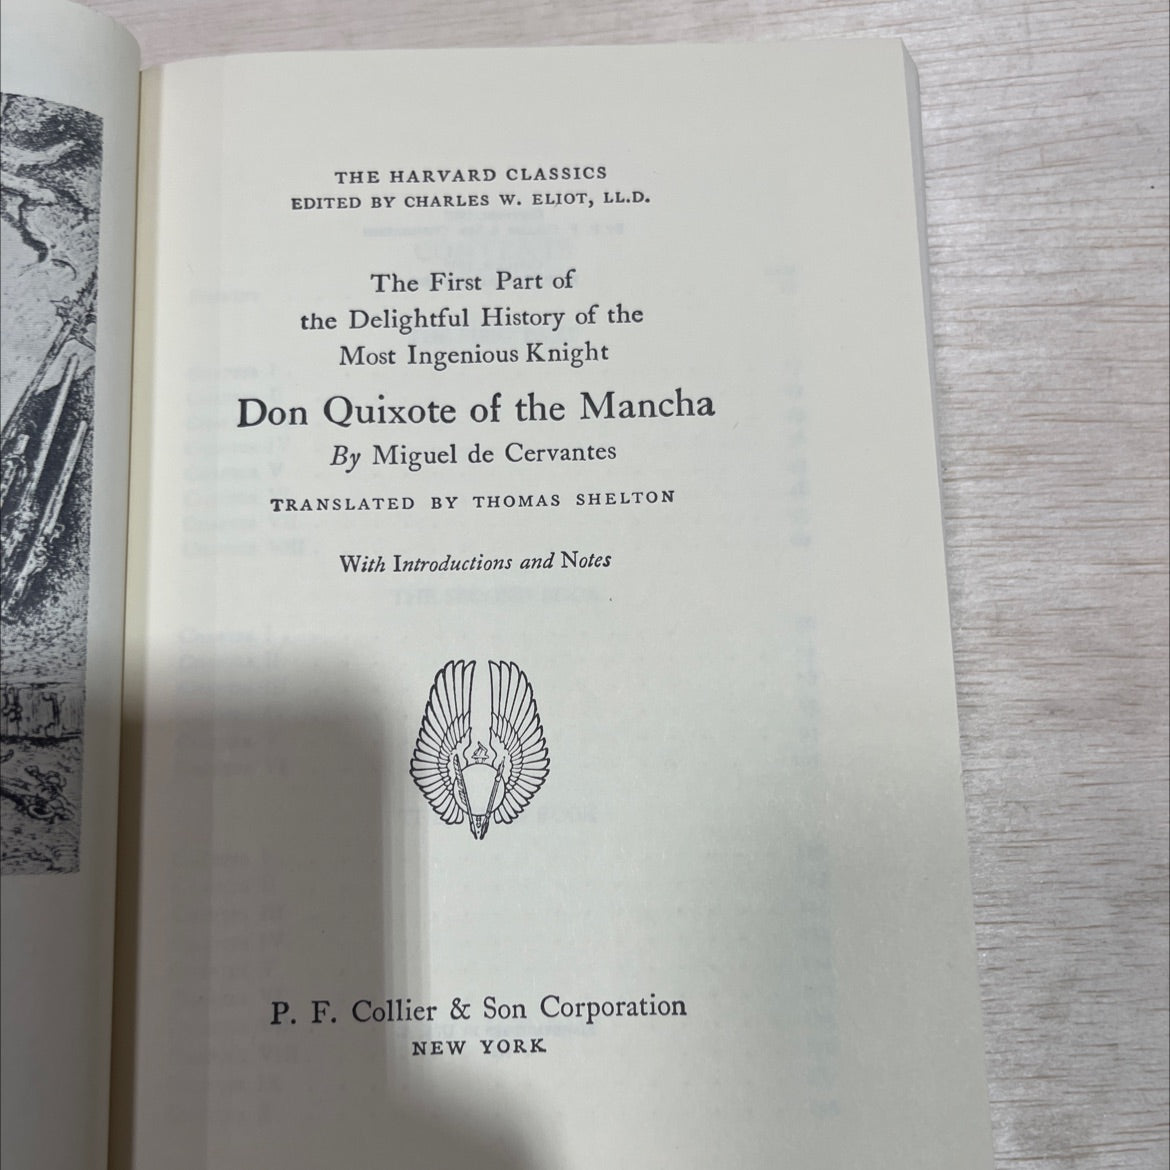 THE HARVARD CLASSICS
EDITED BY CHARLES W. ELIOT, LL.D.
The First Part of
the Delightful History of the
Most Ingenious Knight
Don Quixote of the Mancha
By Miguel de Cervantes
TRANSLATED BY THOMAS SHELTON
With Introductions and Notes
P. F. Collier & Son Corporation
NEW YORK